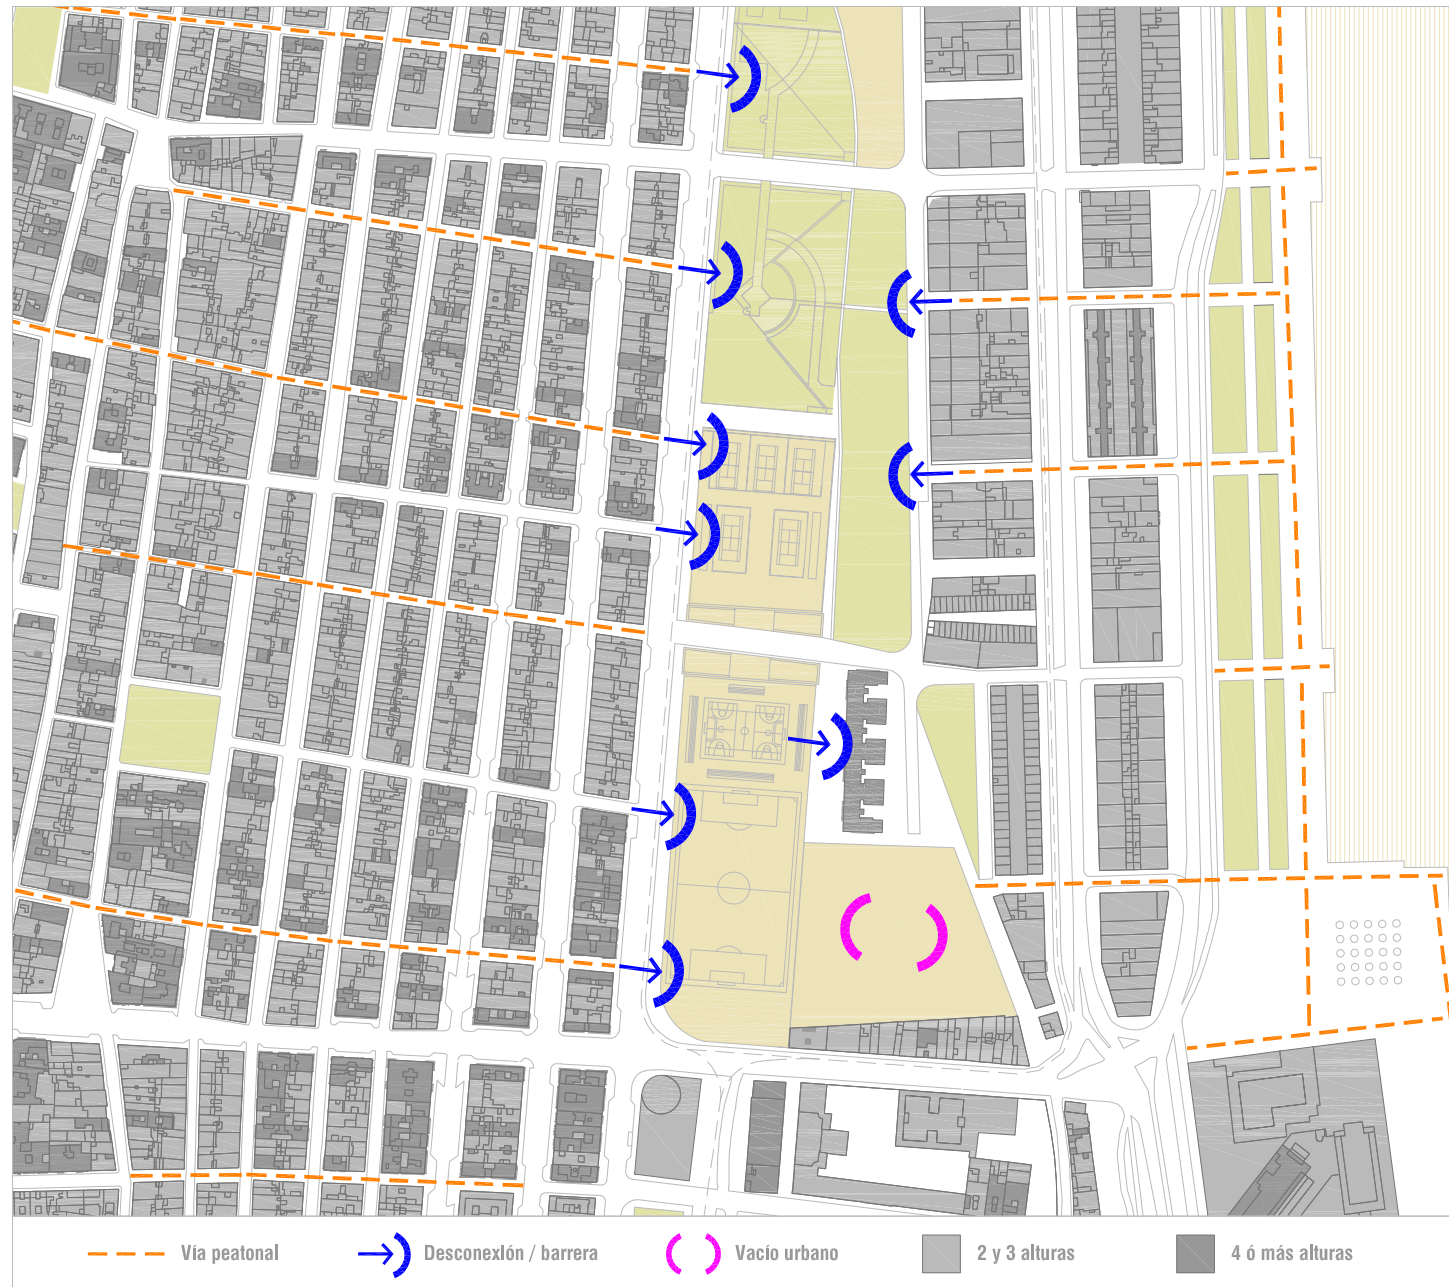 Vía peatonal
Desconexión / barrera
Vacío urbano
2 y 3 alturas
4 ó más alturas